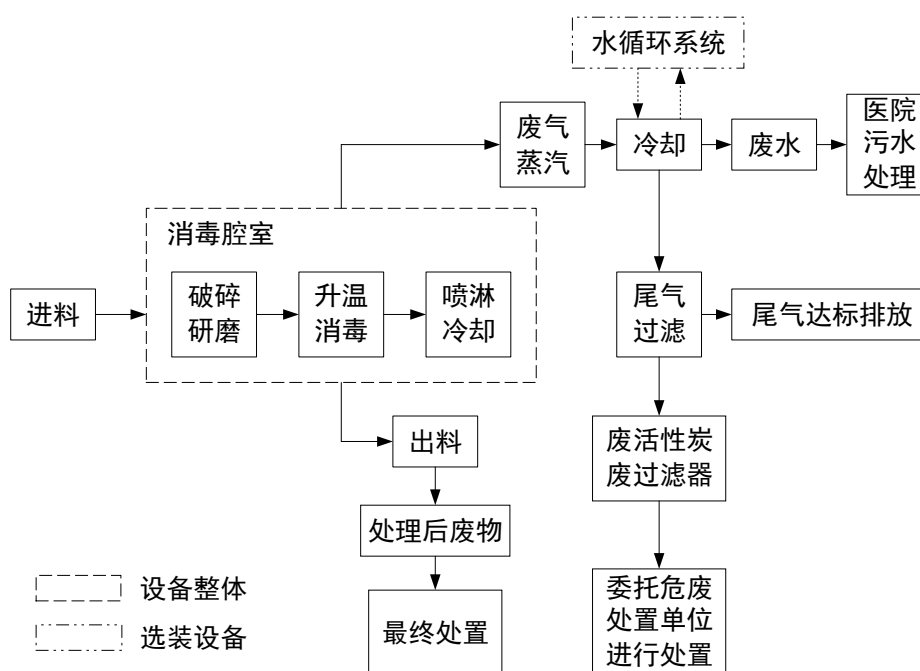 水循环系统
废气
蒸汽
冷却
废水
医院
污水
处理
消毒腔室
进料
破碎
研磨
升温
消毒
喷淋
冷却
尾气
过滤
尾气达标排放
出料
废活性炭
废过滤器
处理后废物
最终处置
委托危废
处置单位
进行处置
设备整体
选装设备